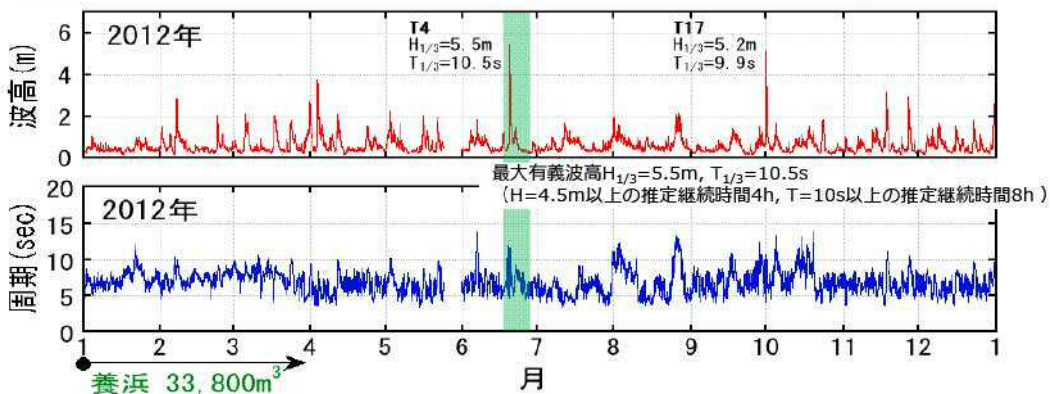 2012年
T4
H1/3=5.5m
T1/3=10.5s
T17
H1/3=5.2m
T1/3=9.9s
波高(m)
6
4
2
0
最大有義波高H1/3=5.5m, T1/3=10.5s
(H=4.5m以上の推定継続時間4h, T=10s以上の推定継続時間8h )
2012年
周期(sec)
20
15
10
5
0
1 2 3 4 5 6 7 8 9 10 11 12 1
月
養浜 33,800m3